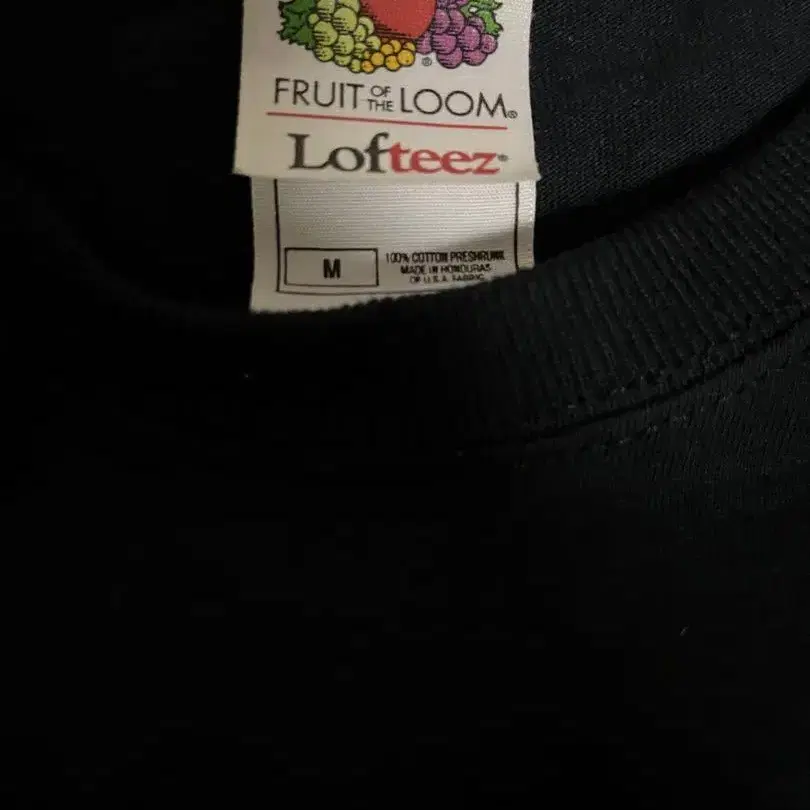 ®
FRUIT OF THE LOOM®
Lofteez®
M
100% COTTON PRESHRUNK
MADE IN HONDURAS
OF U.S.A. FABRIC